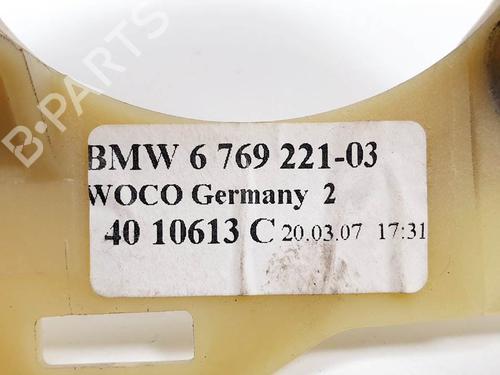 B-PARTS
BMW 6 769 221-03
WOCO Germany 2
40 10613 C 20.03.07 17:31